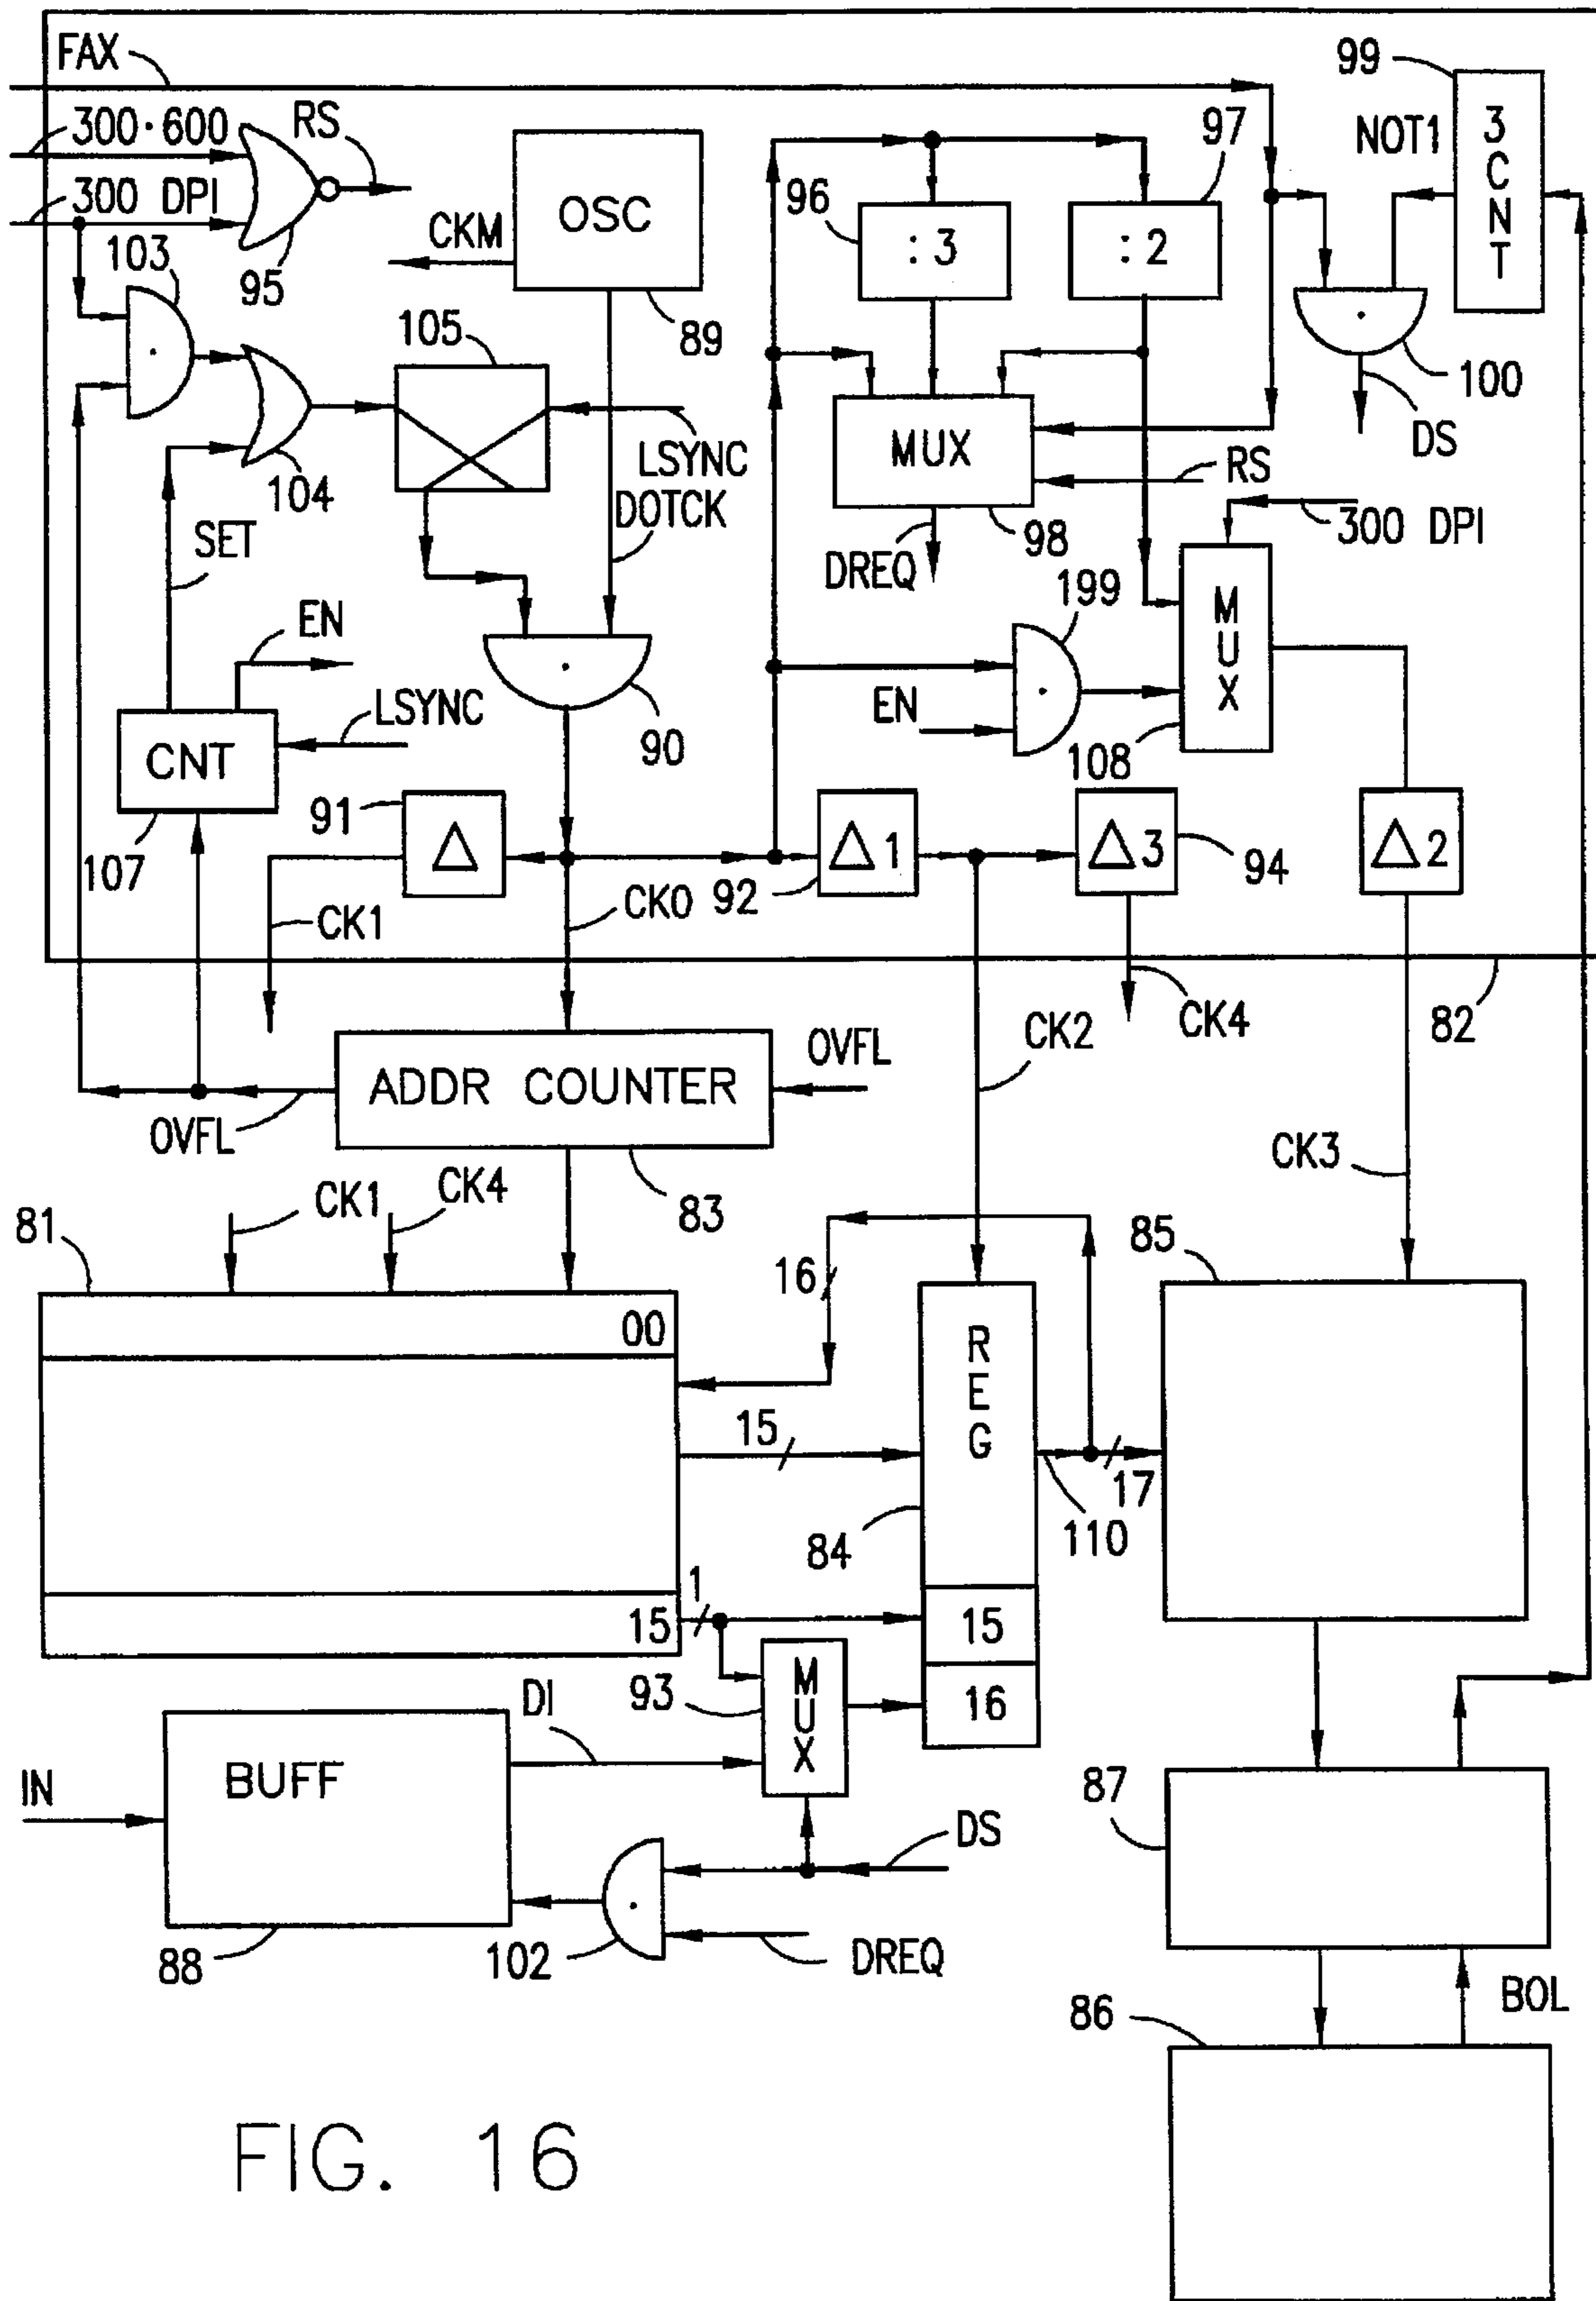 FAX
99
300·600
RS
97
NOT1
3 CNT
300 DPI
96
OSC
CKM
:3
:2
103
95
105
89
100
DS
LSYNC
MUX
RS
104
DOTCK
98
300 DPI
SET
DREQ
199
MUX
EN
LSYNC
EN
90
108
CNT
91
107
Δ
Δ1
Δ3
94
Δ2
CK1
CK0
92
CK4
82
CK2
OVFL
ADDR COUNTER
OVFL
CK3
CK1
CK4
83
81
85
16
00
REG
15
17
84
110
1
15
15
93
MUX
16
DI
IN
BUFF
87
DS
88
102
DREQ
BOL
86
FIG. 16